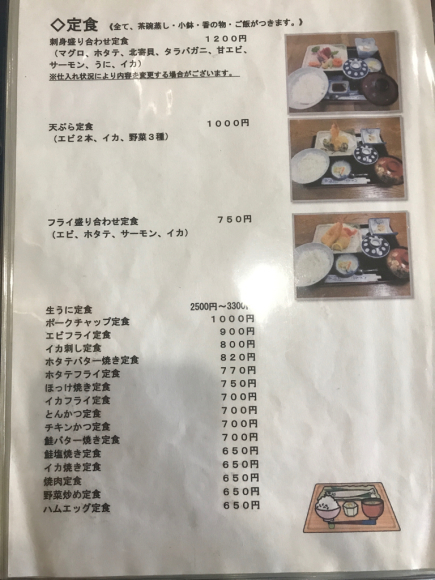 ◇定食 《全て、茶碗蒸し・小鉢・香の物・ご飯がつきます。》
刺身盛り合わせ定食 １２００円
（マグロ、ホタテ、北寄貝、タラバガニ、甘エビ、
サーモン、うに、イカ）
※仕入れ状況により内容を変更する場合がございます。
天ぷら定食 １０００円
（エビ２本、イカ、野菜３種）
フライ盛り合わせ定食 ７５０円
（エビ、ホタテ、サーモン、イカ）
生うに定食 2500円～3300円
ポークチャップ定食 １０００円
エビフライ定食 ９００円
イカ刺し定食 ８００円
ホタテバター焼き定食 ８２０円
ホタテフライ定食 ７７０円
ほっけ焼き定食 ７５０円
イカフライ定食 ７００円
とんかつ定食 ７００円
チキンかつ定食 ７００円
鮭バター焼き定食 ７００円
鮭塩焼き定食 ６５０円
イカ焼き定食 ６５０円
焼肉定食 ６５０円
野菜炒め定食 ６５０円
ハムエッグ定食 ６５０円